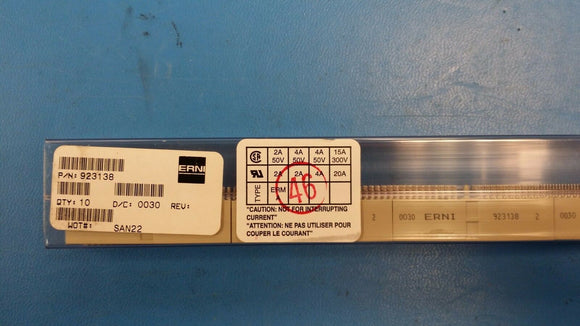 P/N: 923138
ERNI
QTY: 10 D/C: 0030 REV:
WOT#: SAN22
2A 4A 4A 15A
50V 50V 50V 300V
2A 2A 4A 20A
TYPE ERM
46
"CAUTION: NOT FOR INTERRUPTING
CURRENT"
"ATTENTION: NE PAS UTILISER POUR
COUPER LE COURANT"
2 0030 ERNI 923138 2 0030